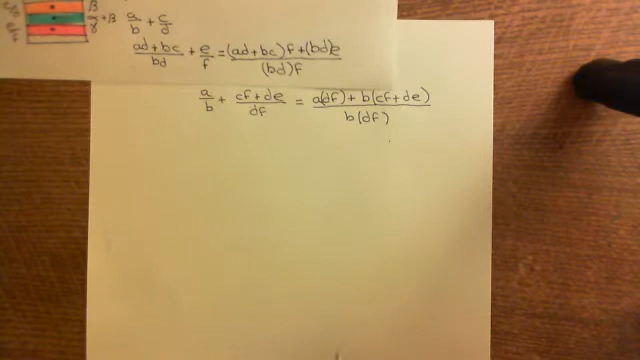 β
α+β
γ
a/b + c/d
(ad+bc)/bd + e/f = ((ad+bc)f+(bd)e)/((bd)f)
a/b + (cf+de)/df = (a(df)+b(cf+de))/(b(df))